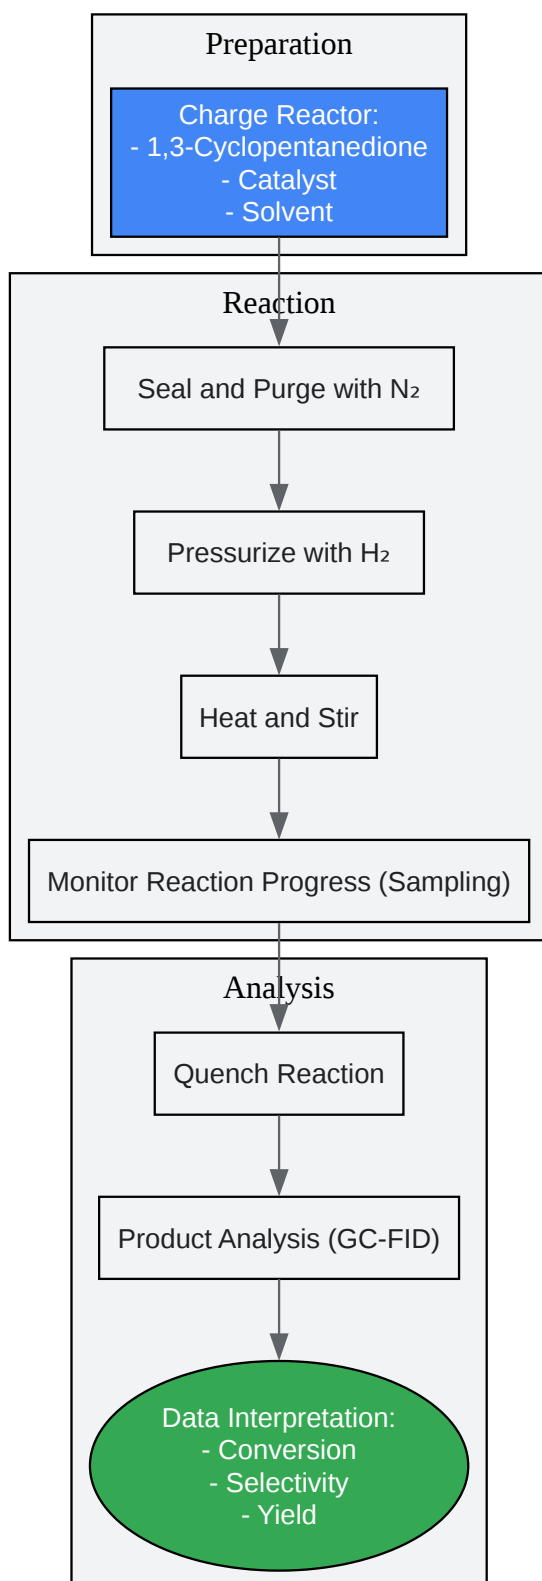 Preparation
Charge Reactor:
- 1,3-Cyclopentanedione
- Catalyst
- Solvent
Reaction
Seal and Purge with N₂
Pressurize with H₂
Heat and Stir
Monitor Reaction Progress (Sampling)
Analysis
Quench Reaction
Product Analysis (GC-FID)
Data Interpretation:
- Conversion
- Selectivity
- Yield